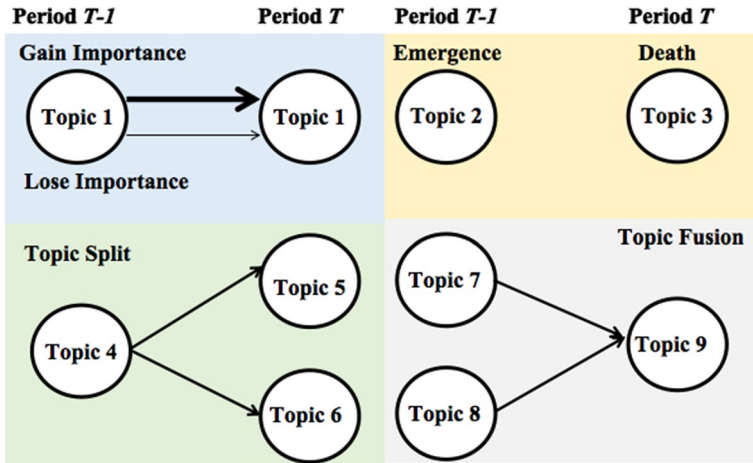 Period T-1 Period T Period T-1 Period T
Gain Importance Emergence Death
Topic 1 Topic 1 Topic 2 Topic 3
Lose Importance
Topic Split Topic Fusion
Topic 5 Topic 7
Topic 4 Topic 9
Topic 6 Topic 8